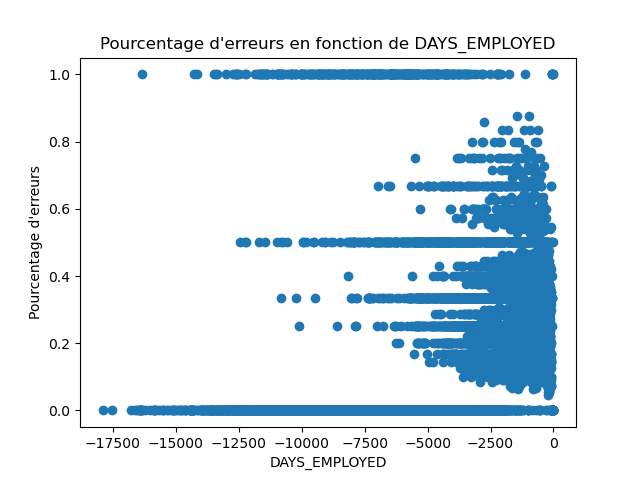 Pourcentage d'erreurs en fonction de DAYS_EMPLOYED
1.0
0.8
0.6
0.4
0.2
0.0
Pourcentage d'erreurs
−17500 −15000 −12500 −10000 −7500 −5000 −2500 0
DAYS_EMPLOYED